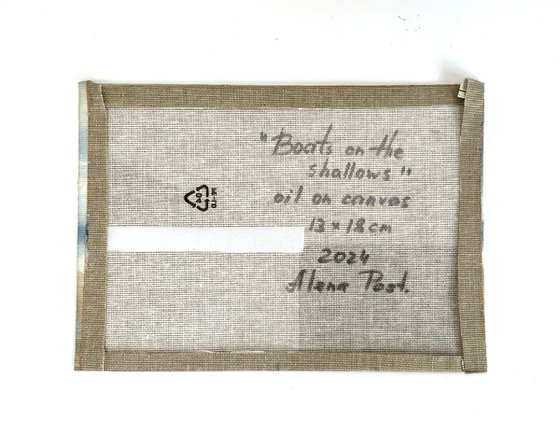 "Boats on the
shallows"
oil on canvas
13 × 18 cm
2024
Alena Post.